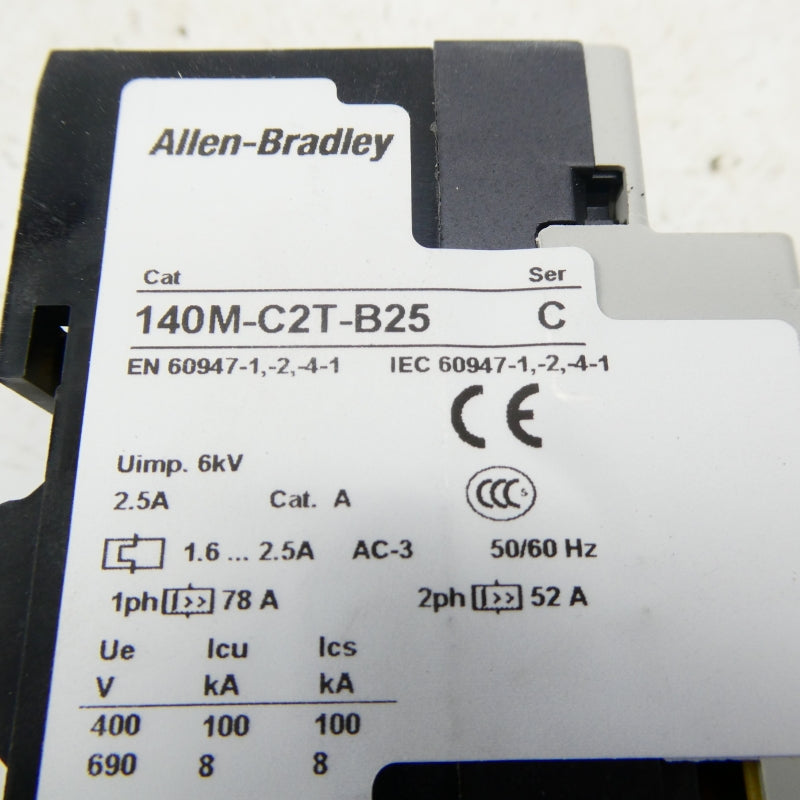 Allen-Bradley
Cat Ser
140M-C2T-B25 C
EN 60947-1,-2,-4-1 IEC 60947-1,-2,-4-1
CE
Uimp. 6kV
2.5A Cat. A
CCC S
1.6 ... 2.5A AC-3 50/60 Hz
1ph >> 78 A 2ph >> 52 A
Ue Icu Ics
V kA kA
400 100 100
690 8 8